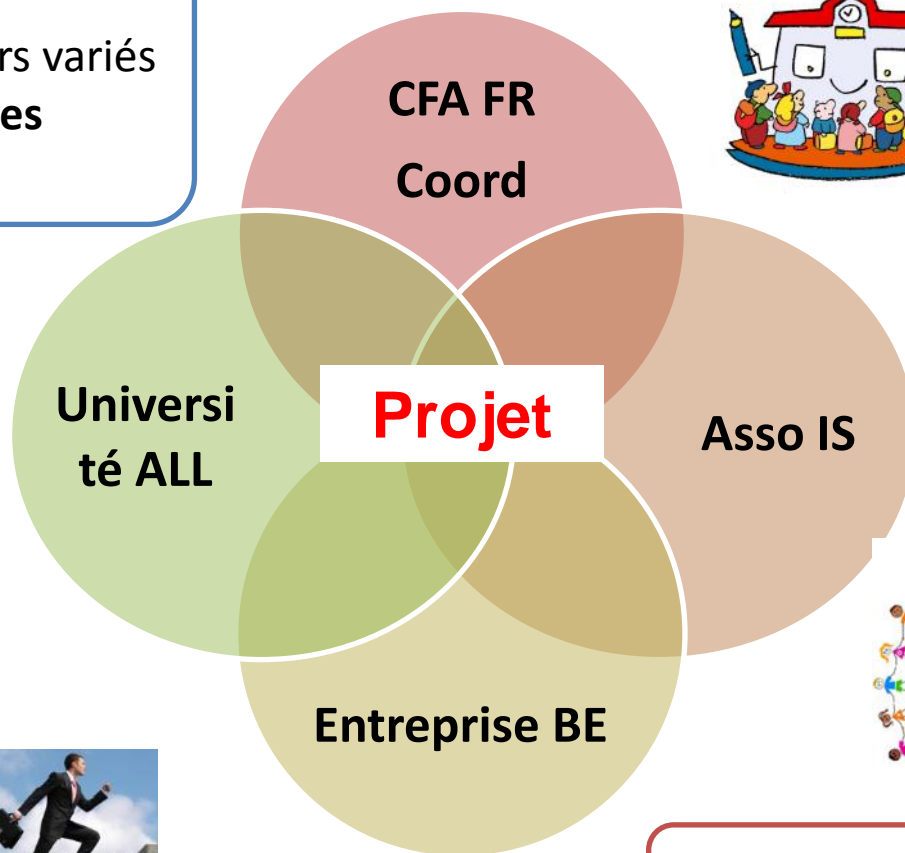 rs variés
es
CFA FR
Coord
Universi
té ALL
Projet
Asso IS
Entreprise BE